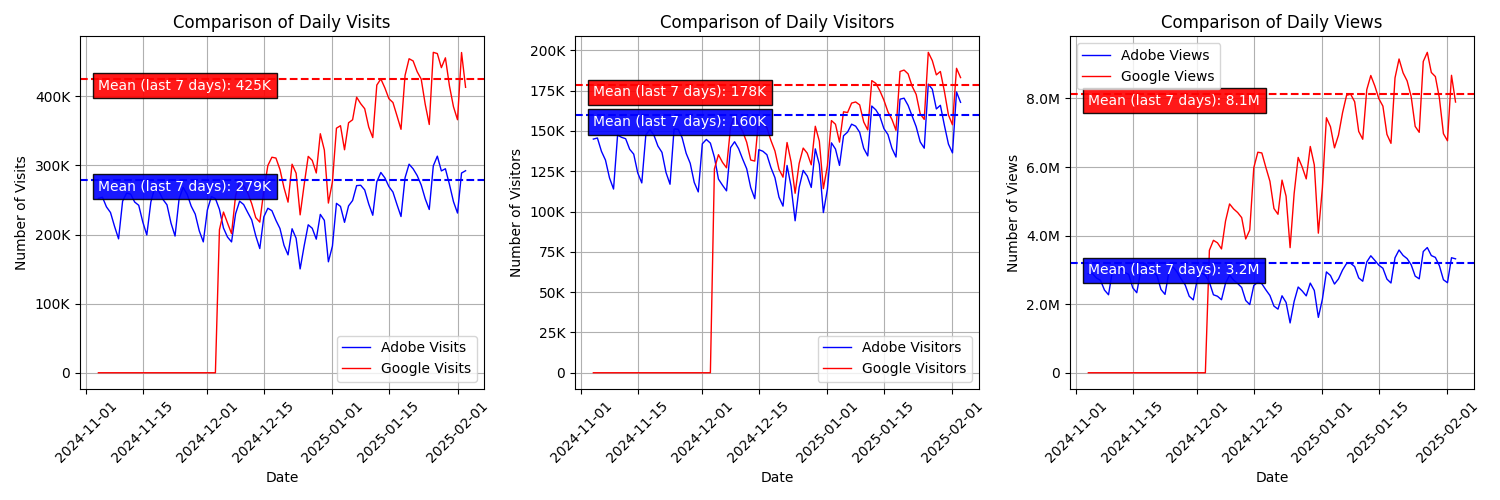 Comparison of Daily Visits
Number of Visits
400K
300K
200K
100K
0
Mean (last 7 days): 425K
Mean (last 7 days): 279K
Adobe Visits
Google Visits
2024-11-01
2024-11-15
2024-12-01
2024-12-15
2025-01-01
2025-01-15
2025-02-01
Date
Comparison of Daily Visitors
Number of Visitors
200K
175K
150K
125K
100K
75K
50K
25K
0
Mean (last 7 days): 178K
Mean (last 7 days): 160K
Adobe Visitors
Google Visitors
2024-11-01
2024-11-15
2024-12-01
2024-12-15
2025-01-01
2025-01-15
2025-02-01
Date
Comparison of Daily Views
Number of Views
8.0M
6.0M
4.0M
2.0M
0
Adobe Views
Google Views
Mean (last 7 days): 8.1M
Mean (last 7 days): 3.2M
2024-11-01
2024-11-15
2024-12-01
2024-12-15
2025-01-01
2025-01-15
2025-02-01
Date